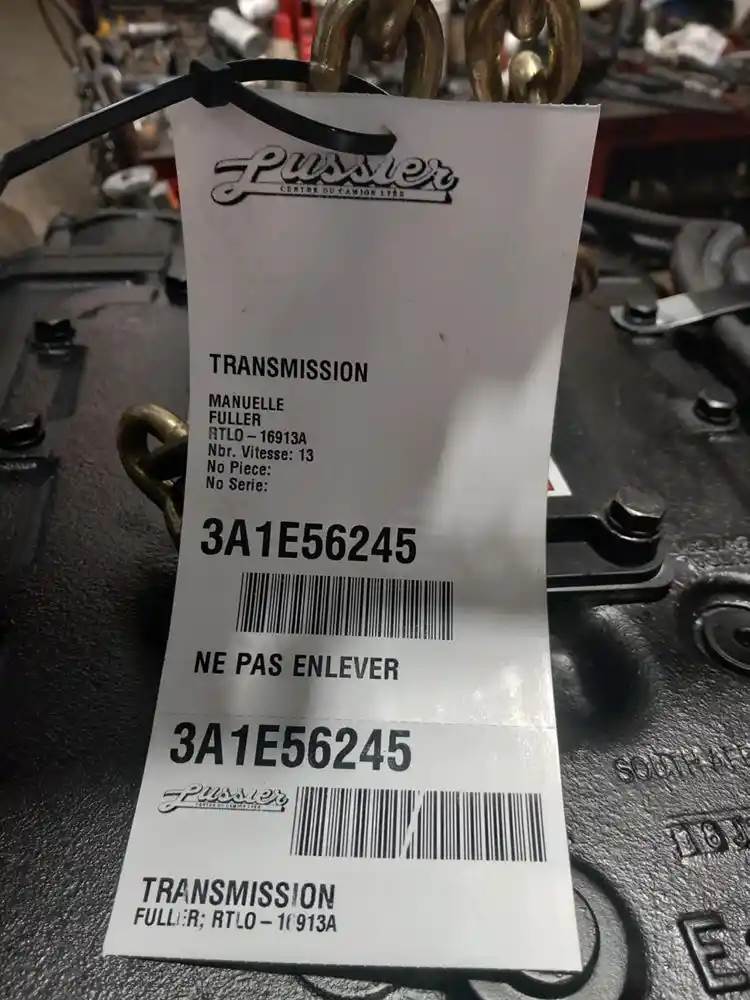 Lussier
CENTRE DU CAMION LTÉE
TRANSMISSION
MANUELLE
FULLER
RTLO-16913A
Nbr. Vitesse: 13
No Piece:
No Serie:
3A1E56245
NE PAS ENLEVER
3A1E56245
Lussier
TRANSMISSION
FULLER; RTLO-16913A
SOUTH